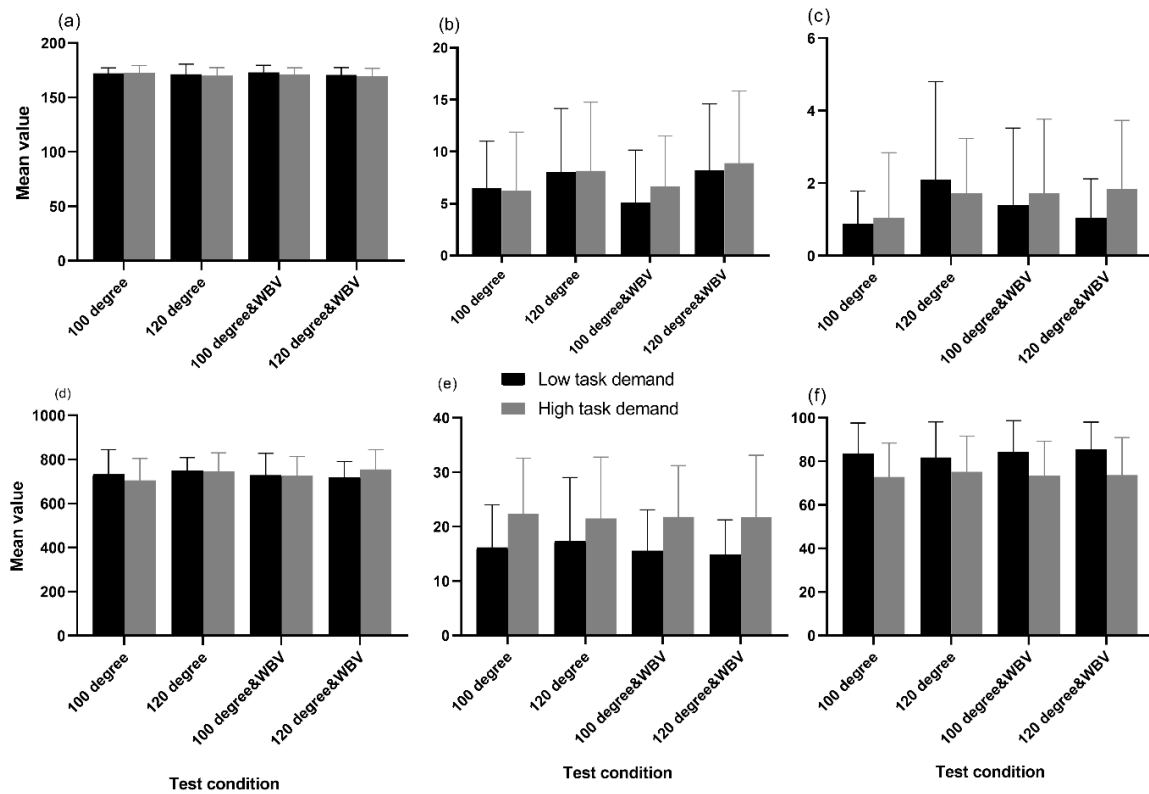 (a)
Mean value
200
150
100
50
0
100 degree
120 degree
100 degree&WBV
120 degree&WBV
(b)
20
15
10
5
0
100 degree
120 degree
100 degree&WBV
120 degree&WBV
(c)
6
4
2
0
100 degree
120 degree
100 degree&WBV
120 degree&WBV
Low task demand
High task demand
(d)
Mean value
1000
800
600
400
200
0
100 degree
120 degree
100 degree&WBV
120 degree&WBV
Test condition
(e)
40
30
20
10
0
100 degree
120 degree
100 degree&WBV
120 degree&WBV
Test condition
(f)
100
80
60
40
20
0
100 degree
120 degree
100 degree&WBV
120 degree&WBV
Test condition